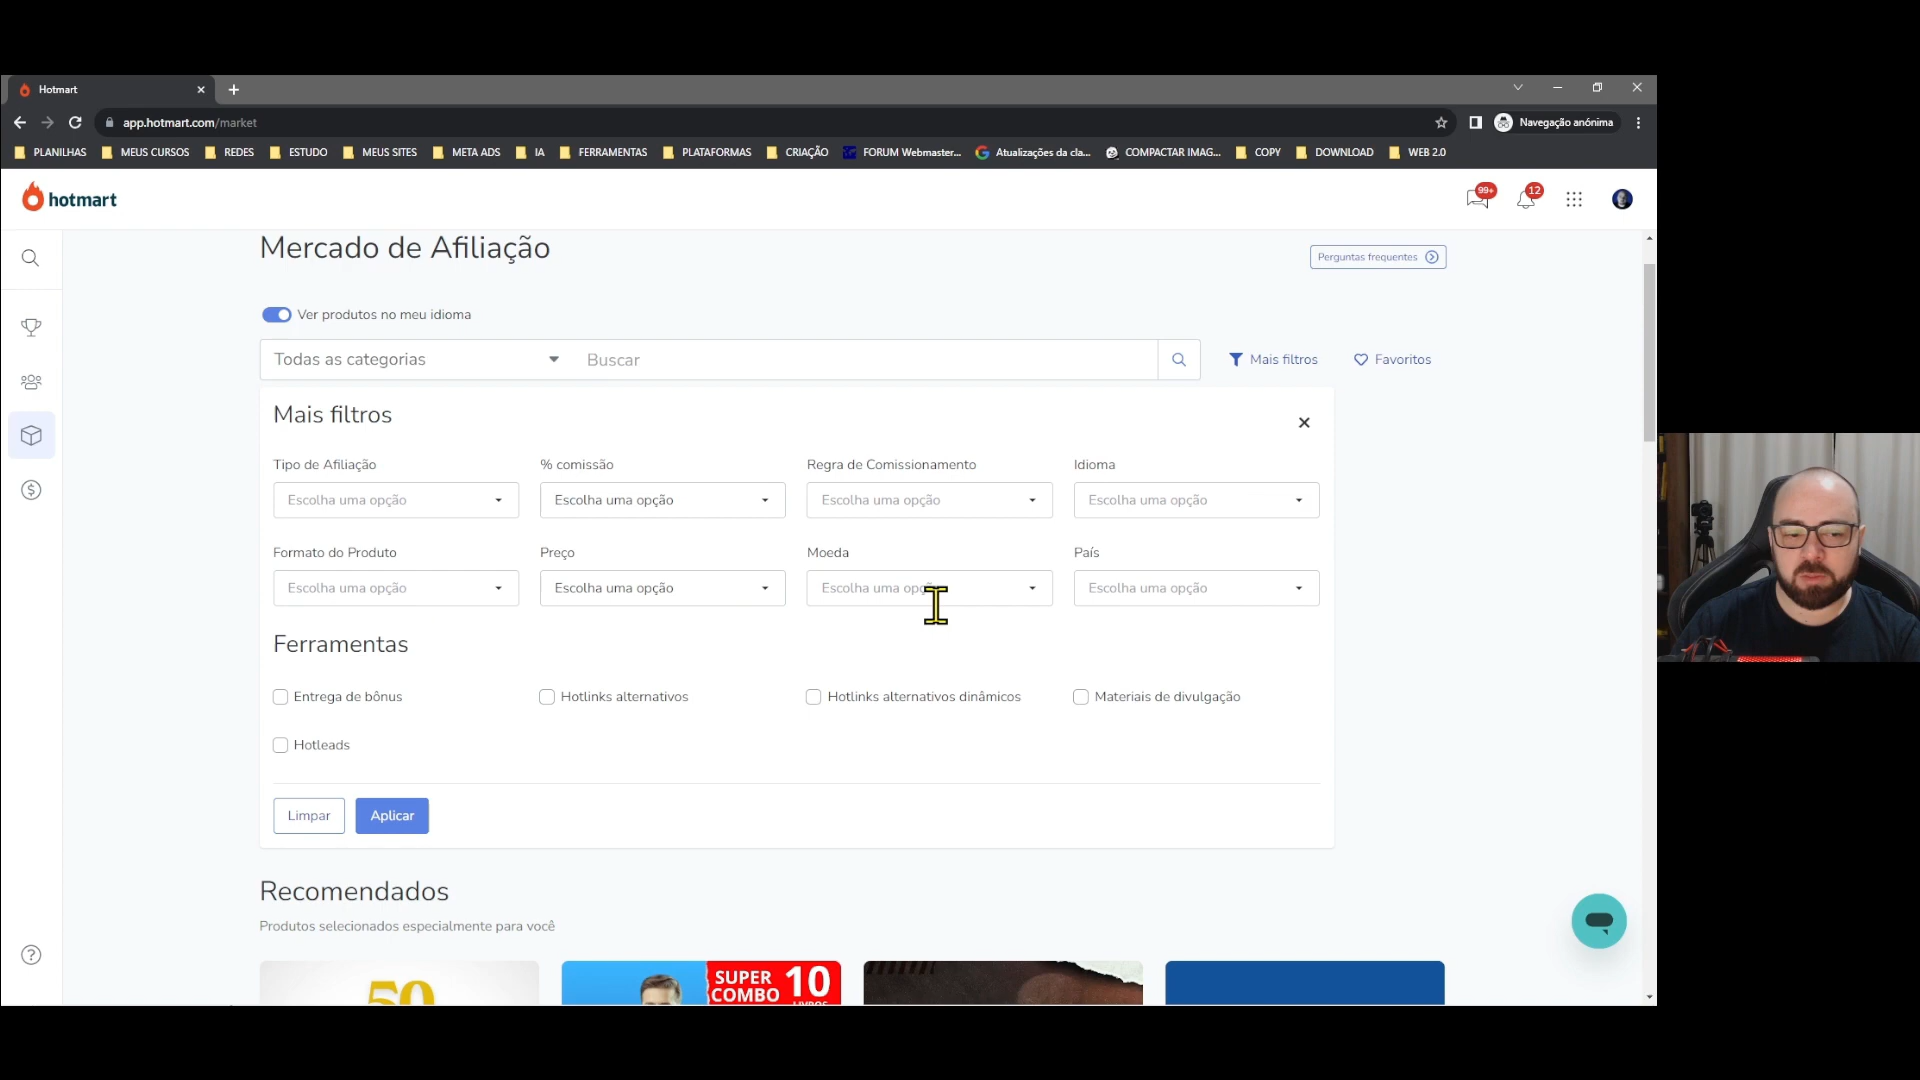 Hotmart
app.hotmart.com/market
Navegação anónima
PLANILHAS
MEUS CURSOS
REDES
ESTUDO
MEUS SITES
META ADS
IA
FERRAMENTAS
PLATAFORMAS
CRIAÇÃO
FORUM Webmaster...
Atualizações da cla...
COMPACTAR IMAG...
COPY
DOWNLOAD
WEB 2.0
hotmart
99+
12
Mercado de Afiliação
Perguntas frequentes
Ver produtos no meu idioma
Todas as categorias
Buscar
Mais filtros
Favoritos
Mais filtros
Tipo de Afiliação
% comissão
Regra de Comissionamento
Idioma
Escolha uma opção
Escolha uma opção
Escolha uma opção
Escolha uma opção
Formato do Produto
Preço
Moeda
País
Escolha uma opção
Escolha uma opção
Escolha uma opção
Escolha uma opção
Ferramentas
Entrega de bônus
Hotlinks alternativos
Hotlinks alternativos dinâmicos
Materiais de divulgação
Hotleads
Limpar
Aplicar
Recomendados
Produtos selecionados especialmente para você
50
SUPER 10
COMBO